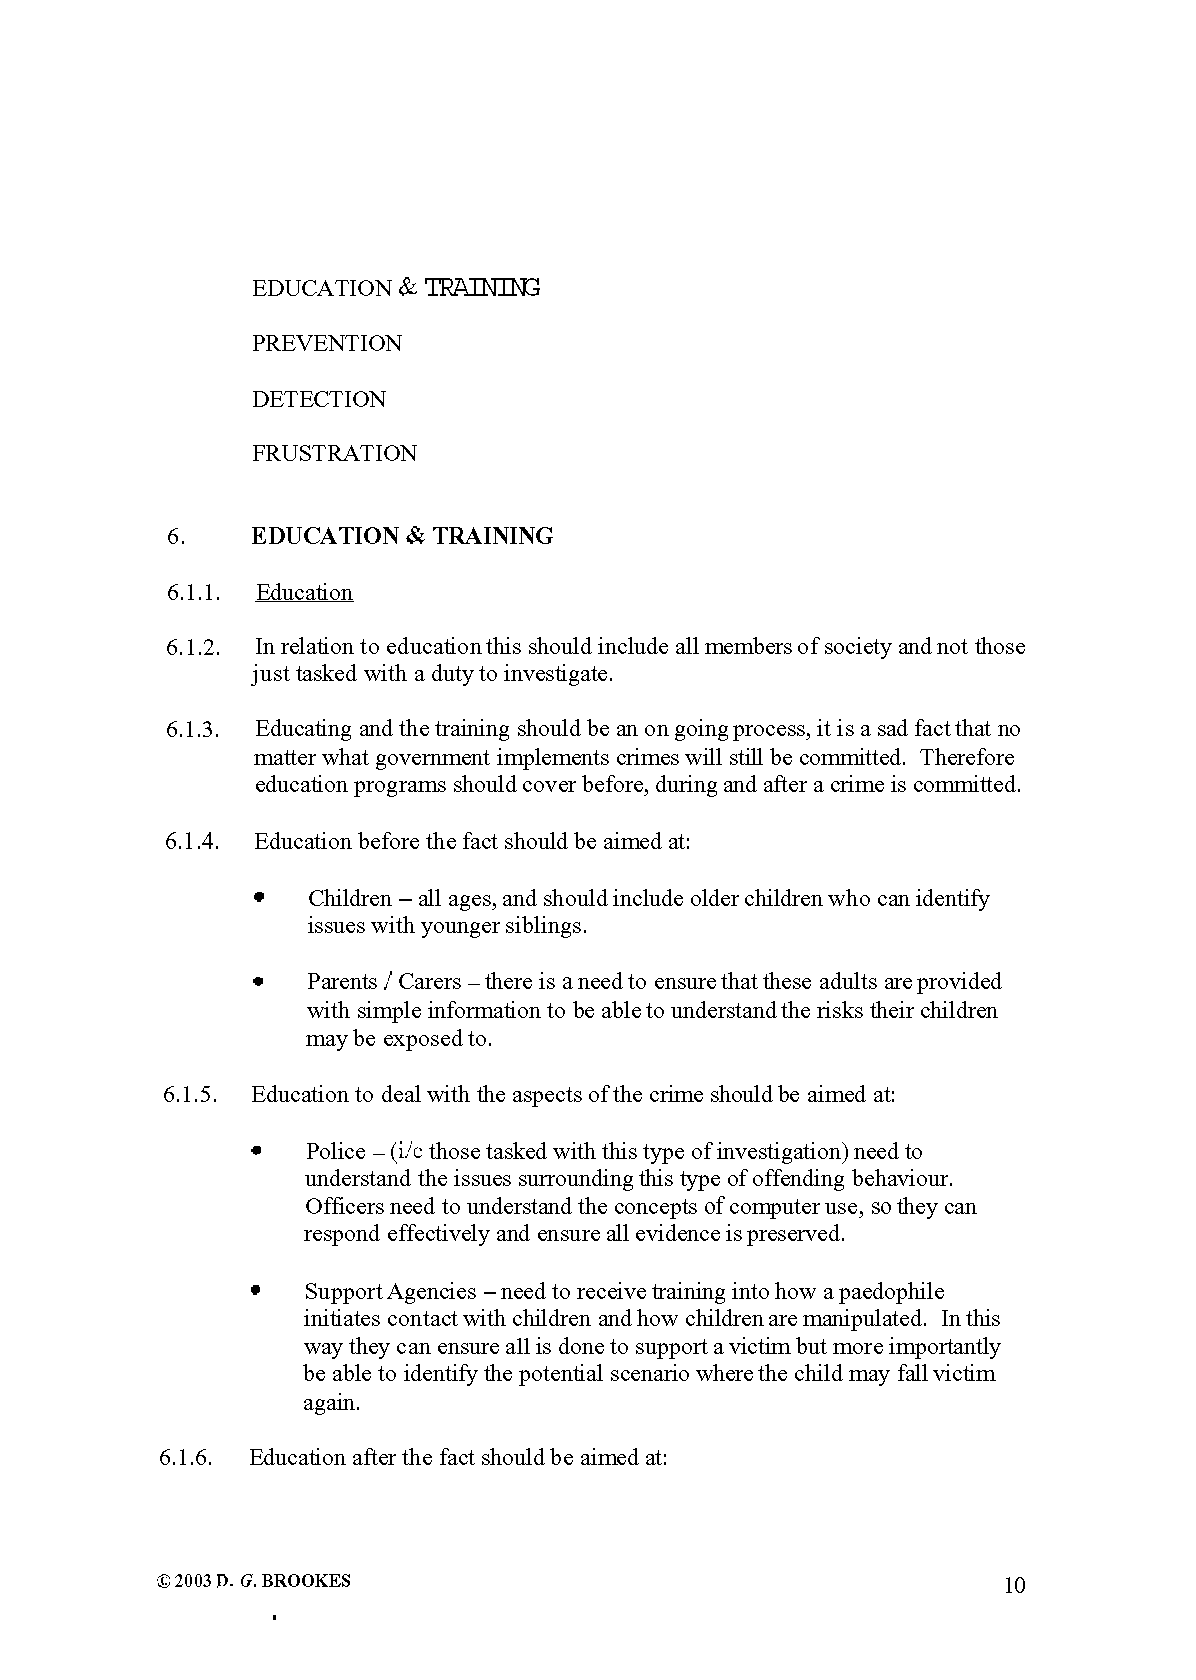 EDUCATION & TRAINING
PREVENTION
DETECTION
FRUSTRATION
6. EDUCATION & TRAINING
6.1.1. Education
6.1.2. In relation to education this should include all members of society and not those
just tasked with a duty to investigate.
6.1.3. Educating and the training should be an on going process, it is a sad fact that no
matter what government implements crimes will still be committed. Therefore
education programs should cover before, during and after a crime is committed.
6.1.4. Education before the fact should be aimed at:
• Children – all ages, and should include older children who can identify
issues with younger siblings.
• Parents / Carers – there is a need to ensure that these adults are provided
with simple information to be able to understand the risks their children
may be exposed to.
6.1.5. Education to deal with the aspects of the crime should be aimed at:
• Police – (i/c those tasked with this type of investigation) need to
understand the issues surrounding this type of offending behaviour.
Officers need to understand the concepts of computer use, so they can
respond effectively and ensure all evidence is preserved.
• Support Agencies – need to receive training into how a paedophile
initiates contact with children and how children are manipulated. In this
way they can ensure all is done to support a victim but more importantly
be able to identify the potential scenario where the child may fall victim
again.
6.1.6. Education after the fact should be aimed at:
© 2003 D. G. BROOKES 10